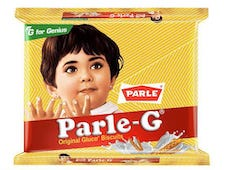 G for Genius
PARLE
Parle-G
Original Gluco Biscuits